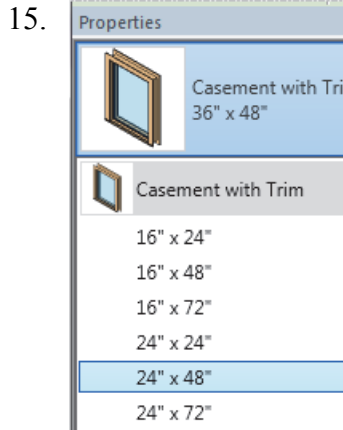 15.
Properties
Casement with Tri
36" x 48"
Casement with Trim
16" x 24"
16" x 48"
16" x 72"
24" x 24"
24" x 48"
24" x 72"